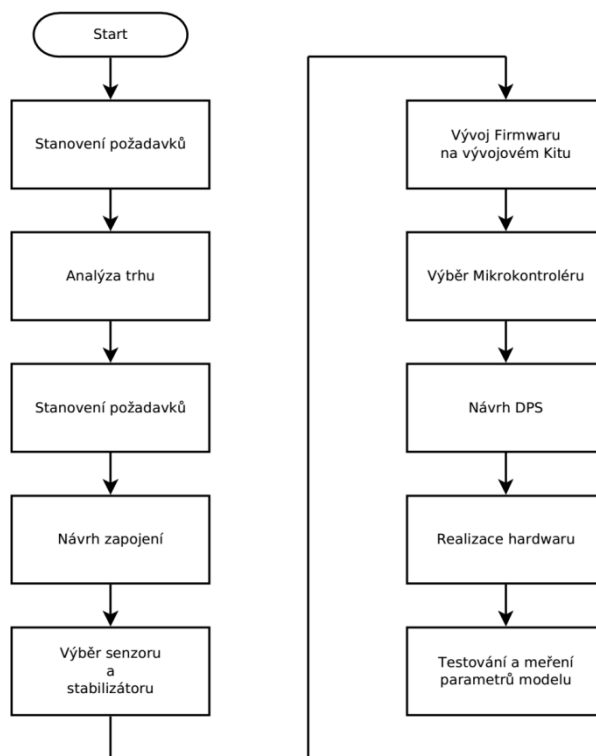 Start
Stanovení požadavků
Analýza trhu
Stanovení požadavků
Návrh zapojení
Výběr senzoru
a
stabilizátoru
Vývoj Firmwaru
na vývojovém Kitu
Výběr Mikrokontroléru
Návrh DPS
Realizace hardwaru
Testování a meření
parametrů modelu